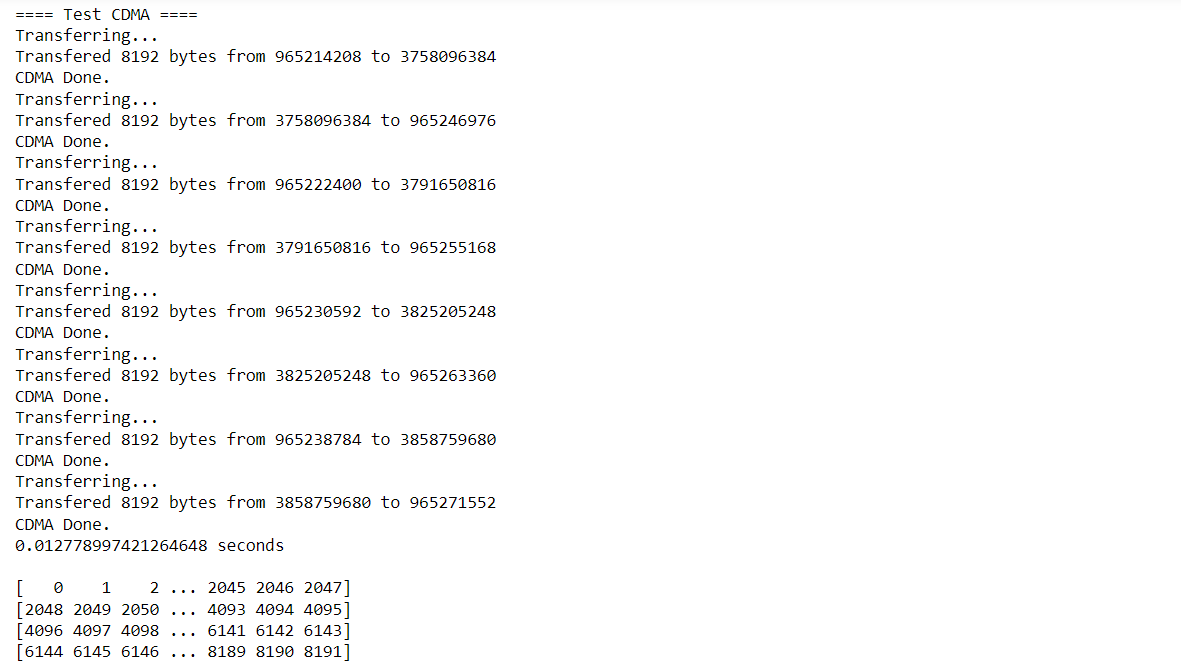 ==== Test CDMA ====
Transferring...
Transfered 8192 bytes from 965214208 to 3758096384
CDMA Done.
Transferring...
Transfered 8192 bytes from 3758096384 to 965246976
CDMA Done.
Transferring...
Transfered 8192 bytes from 965222400 to 3791650816
CDMA Done.
Transferring...
Transfered 8192 bytes from 3791650816 to 965255168
CDMA Done.
Transferring...
Transfered 8192 bytes from 965230592 to 3825205248
CDMA Done.
Transferring...
Transfered 8192 bytes from 3825205248 to 965263360
CDMA Done.
Transferring...
Transfered 8192 bytes from 965238784 to 3858759680
CDMA Done.
Transferring...
Transfered 8192 bytes from 3858759680 to 965271552
CDMA Done.
0.012778997421264648 seconds

[   0    1    2 ... 2045 2046 2047]
[2048 2049 2050 ... 4093 4094 4095]
[4096 4097 4098 ... 6141 6142 6143]
[6144 6145 6146 ... 8189 8190 8191]